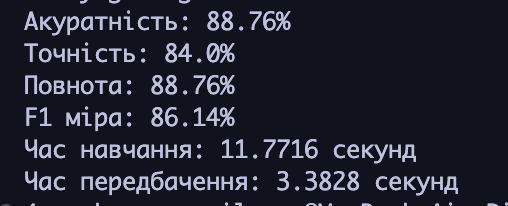 Акуратність: 88.76%
Точність: 84.0%
Повнота: 88.76%
F1 міра: 86.14%
Час навчання: 11.7716 секунд
Час передбачення: 3.3828 секунд